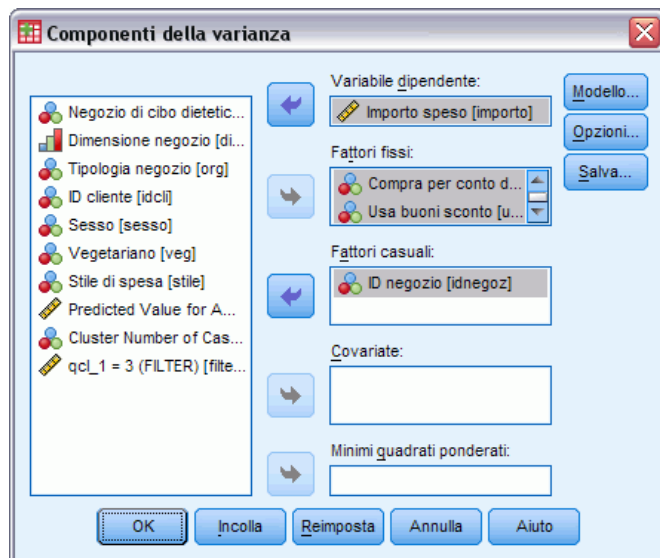 Componenti della varianza
Negozio di cibo dietetic...
Dimensione negozio [di...
Tipologia negozio [org]
ID cliente [idcli]
Sesso [sesso]
Vegetariano [veg]
Stile di spesa [stile]
Predicted Value for A...
Cluster Number of Cas...
qcl_1 = 3 (FILTER) [filte...
Variabile dipendente:
Importo speso [importo]
Fattori fissi:
Compra per conto d...
Usa buoni sconto [u...
Fattori casuali:
ID negozio [idnegoz]
Covariate:
Minimi quadrati ponderati:
Modello...
Opzioni...
Salva...
OK
Incolla
Reimposta
Annulla
Aiuto